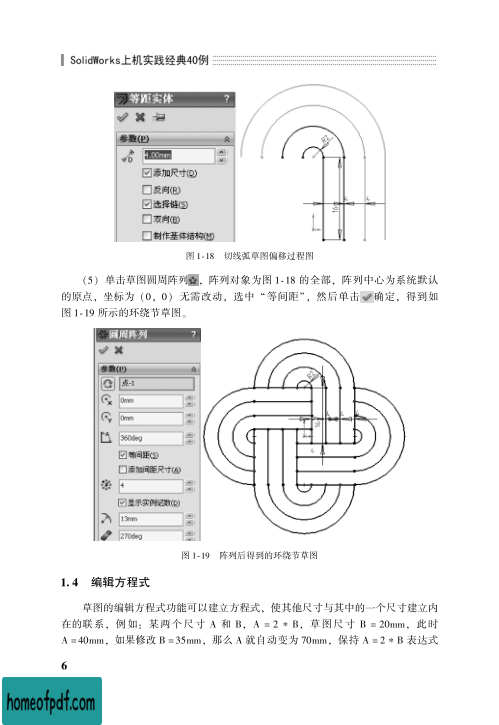 SolidWorks上机实践经典40例
等距实体 ?
参数(P)
4.00mm
添加尺寸(D)
反向(R)
选择链(S)
双向(B)
制作基体结构(M)
R2
16
4
4
图 1-18 切线弧草图偏移过程图
(5) 单击草图圆周阵列，阵列对象为图 1-18 的全部，阵列中心为系统默认
的原点，坐标为 (0, 0) 无需改动，选中 “等间距”，然后单击确定，得到如
图 1-19 所示的环绕节草图。
圆周阵列 ?
参数(P)
点-1
0mm
0mm
360deg
等间距(S)
添加间距尺寸(A)
4
显示实例记数(D)
13mm
270deg
R2
16
4
图 1-19 阵列后得到的环绕节草图
1.4 编辑方程式
草图的编辑方程式功能可以建立方程式，使其他尺寸与其中的一个尺寸建立内
在的联系，例如：某两个尺寸 A 和 B，A = 2 * B，草图尺寸 B = 20mm，此时
A = 40mm，如果修改 B = 35mm，那么 A 就自动变为 70mm，保持 A = 2 * B 表达式
6
homeofpdf.com